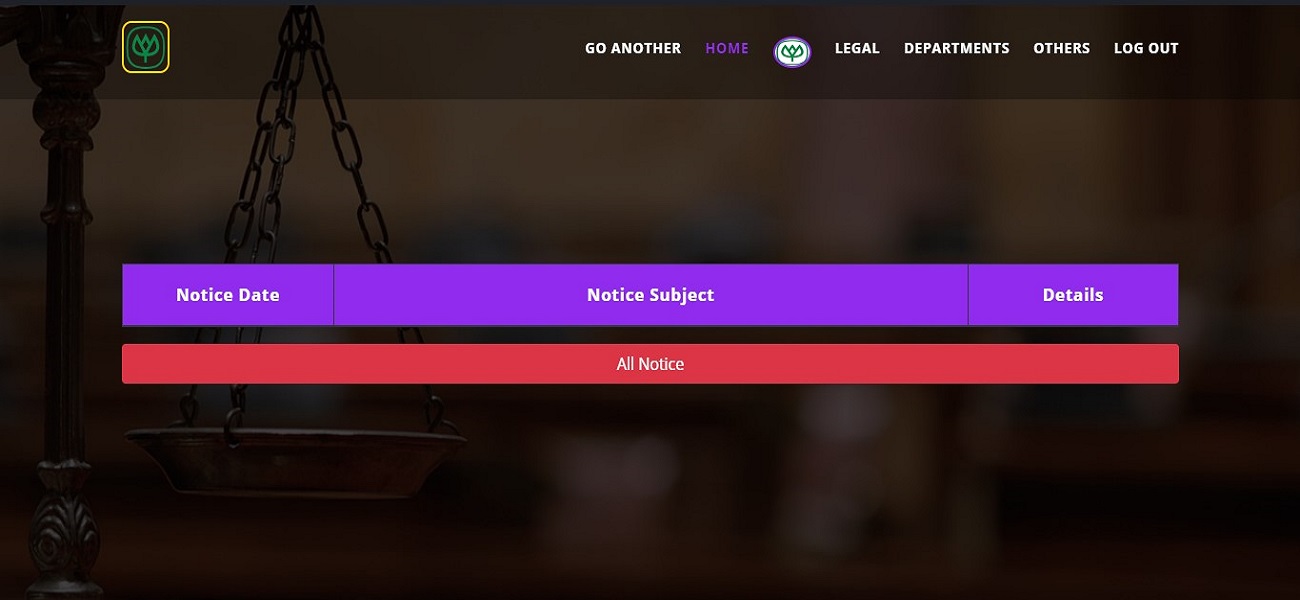 GO ANOTHER HOME LEGAL DEPARTMENTS OTHERS LOG OUT
Notice Date Notice Subject Details
All Notice